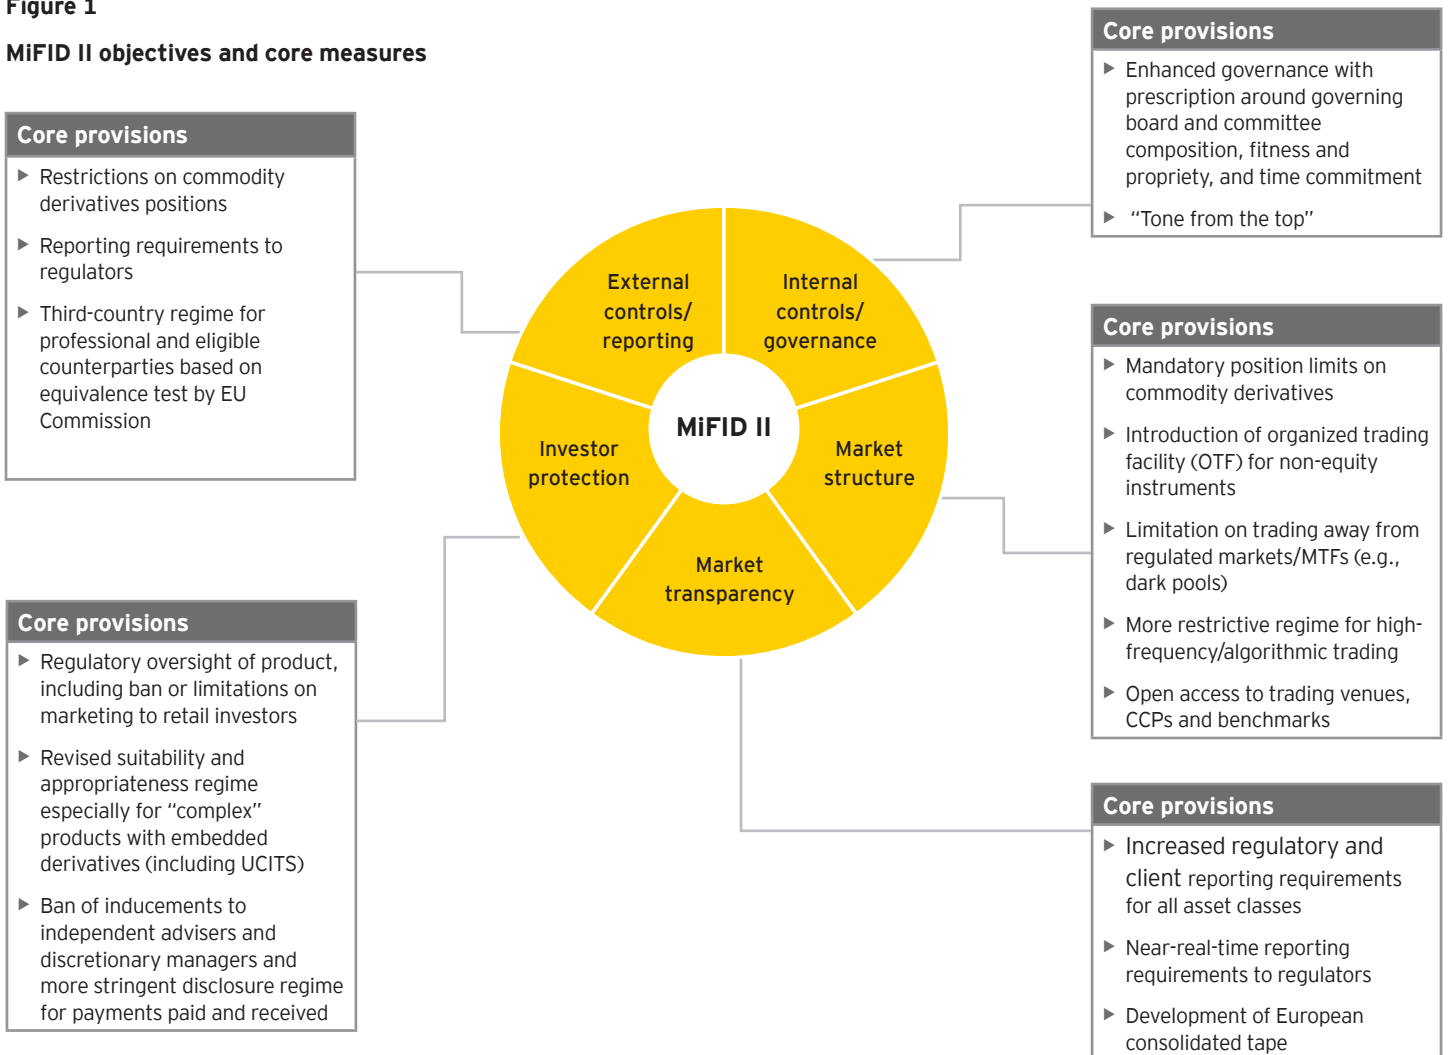 Figure 1
MiFID II objectives and core measures
Core provisions
▶ Restrictions on commodity
derivatives positions
▶ Reporting requirements to
regulators
▶ Third-country regime for
professional and eligible
counterparties based on
equivalence test by EU
Commission
Core provisions
▶ Regulatory oversight of product,
including ban or limitations on
marketing to retail investors
▶ Revised suitability and
appropriateness regime
especially for “complex”
products with embedded
derivatives (including UCITS)
▶ Ban of inducements to
independent advisers and
discretionary managers and
more stringent disclosure regime
for payments paid and received
External
controls/
reporting
Internal
controls/
governance
Investor
protection
MiFID II
Market
structure
Market
transparency
Core provisions
▶ Enhanced governance with
prescription around governing
board and committee
composition, fitness and
propriety, and time commitment
▶ “Tone from the top”
Core provisions
▶ Mandatory position limits on
commodity derivatives
▶ Introduction of organized trading
facility (OTF) for non-equity
instruments
▶ Limitation on trading away from
regulated markets/MTFs (e.g.,
dark pools)
▶ More restrictive regime for high-
frequency/algorithmic trading
▶ Open access to trading venues,
CCPs and benchmarks
Core provisions
▶ Increased regulatory and
client reporting requirements
for all asset classes
▶ Near-real-time reporting
requirements to regulators
▶ Development of European
consolidated tape